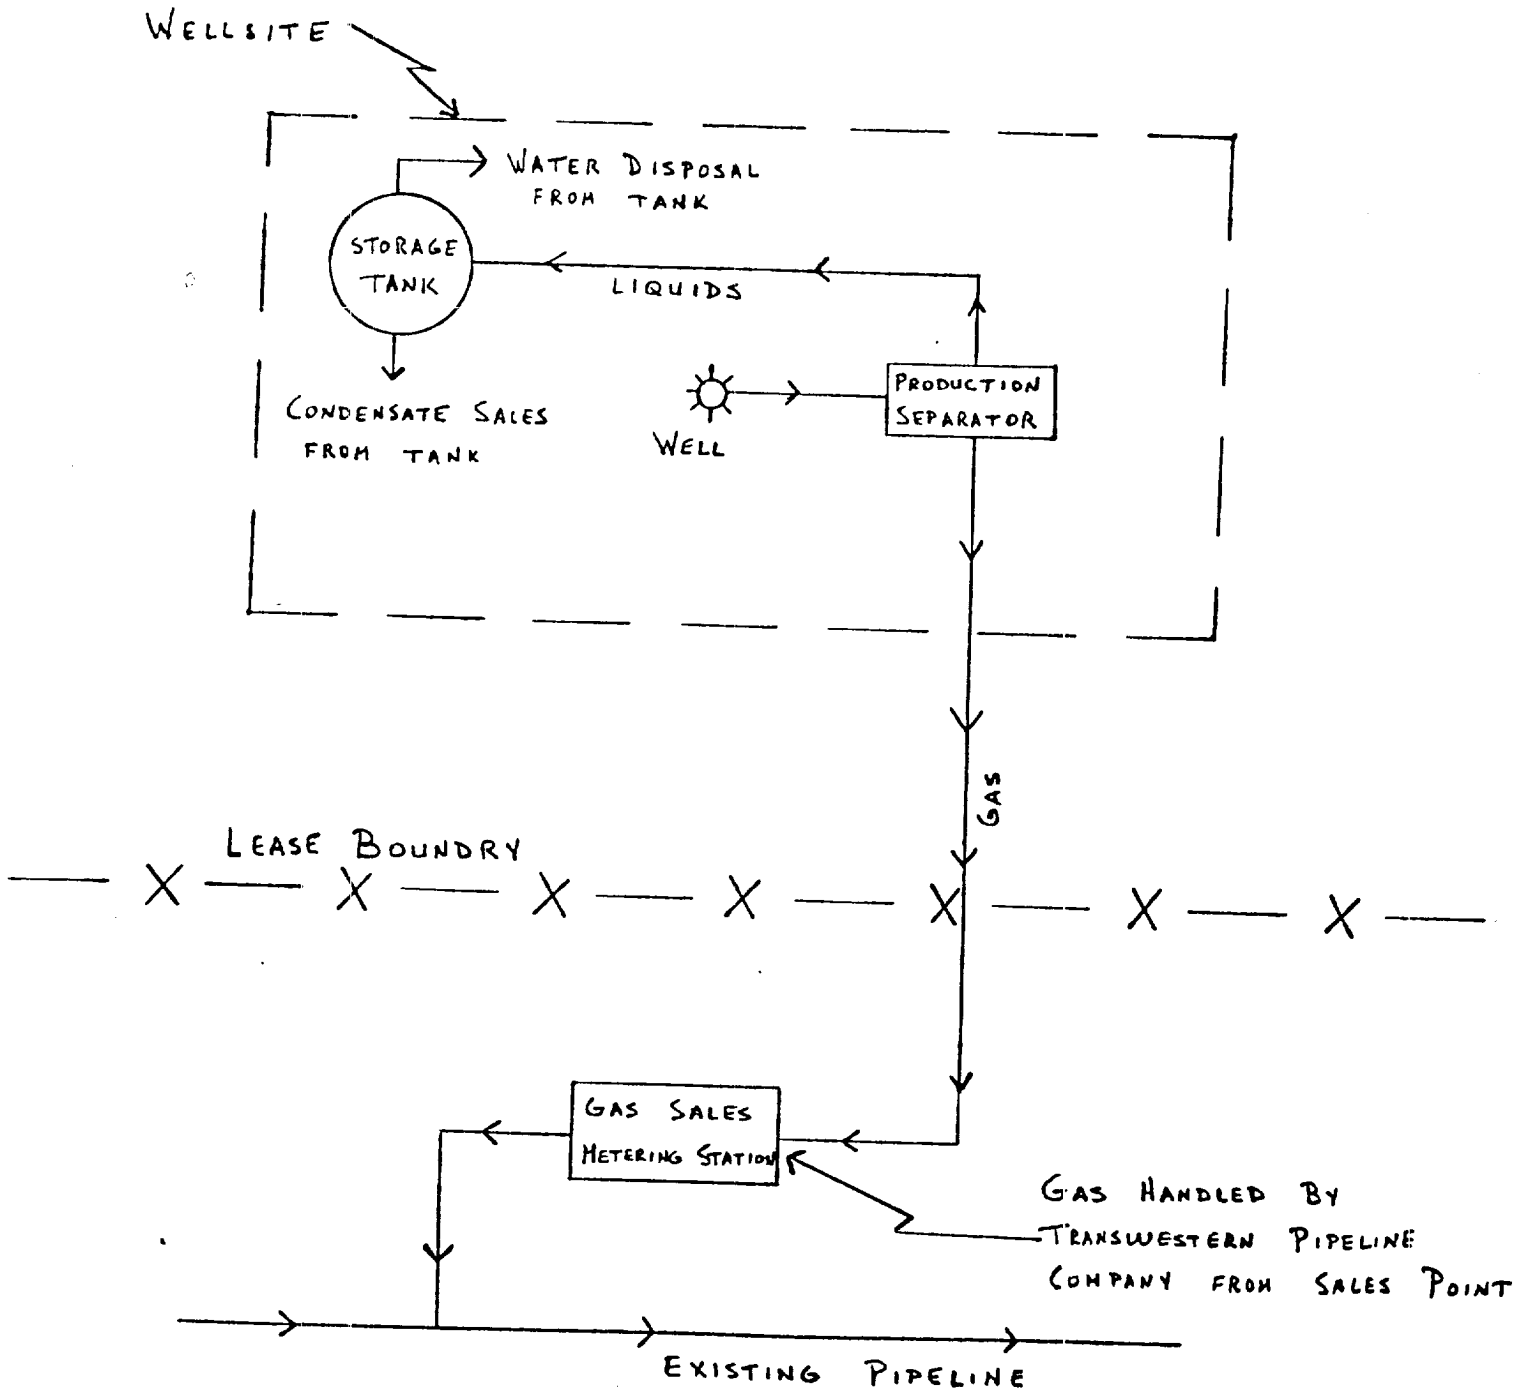 WELLSITE
WATER DISPOSAL
FROM TANK
STORAGE
TANK
LIQUIDS
PRODUCTION
SEPARATOR
CONDENSATE SALES
FROM TANK
WELL
GAS
LEASE BOUNDRY
GAS SALES
METERING STATION
GAS HANDLED BY
TRANSWESTERN PIPELINE
COMPANY FROM SALES POINT
EXISTING PIPELINE